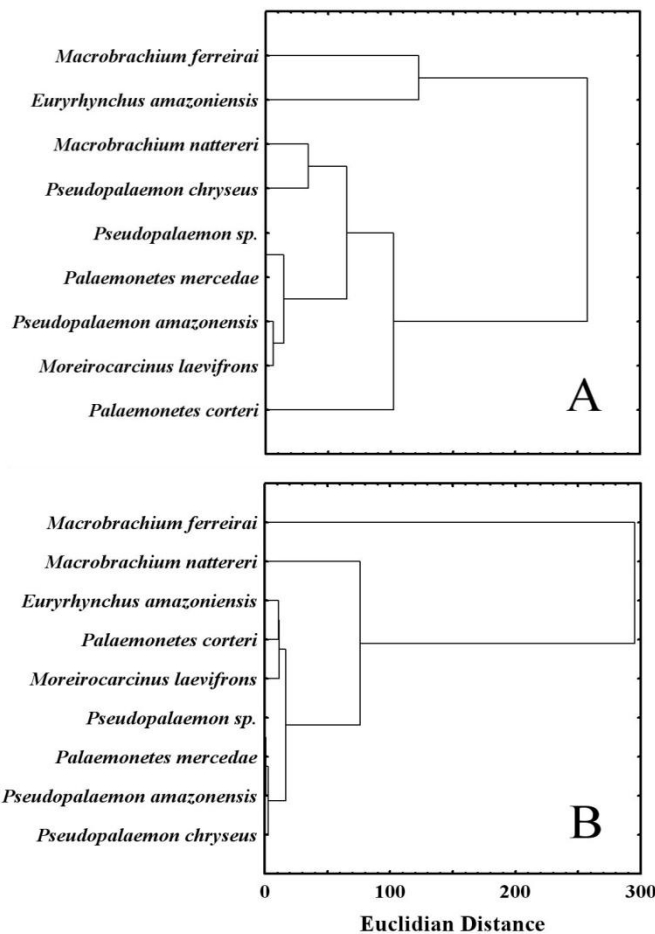 Macrobrachium ferreirai
Euryrhynchus amazoniensis
Macrobrachium nattereri
Pseudopalaemon chryseus
Pseudopalaemon sp.
Palaemonetes mercedae
Pseudopalaemon amazonensis
Moreirocarcinus laevifrons
Palaemonetes corteri
A
Macrobrachium ferreirai
Macrobrachium nattereri
Euryrhynchus amazoniensis
Palaemonetes corteri
Moreirocarcinus laevifrons
Pseudopalaemon sp.
Palaemonetes mercedae
Pseudopalaemon amazonensis
Pseudopalaemon chryseus
B
0 100 200 300
Euclidian Distance